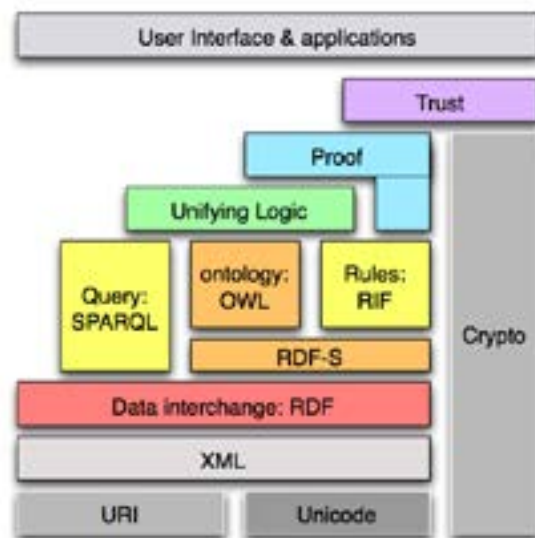 User Interface & applications
Trust
Proof
Unifying Logic
Query:
SPARQL
ontology:
OWL
Rules:
RIF
Crypto
RDF-S
Data interchange: RDF
XML
URI
Unicode